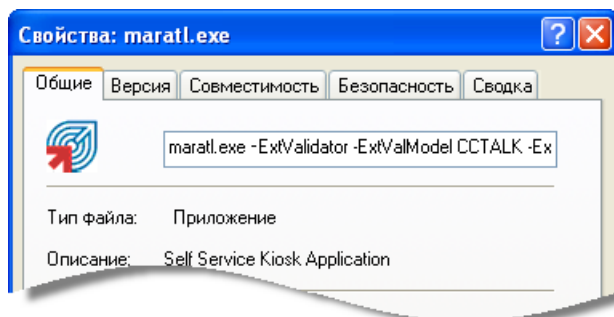 Свойства: maratl.exe
Общие Версия Совместимость Безопасность Сводка
maratl.exe -ExtValidator -ExtValModel CCTALK -Ex
Тип файла: Приложение
Описание: Self Service Kiosk Application